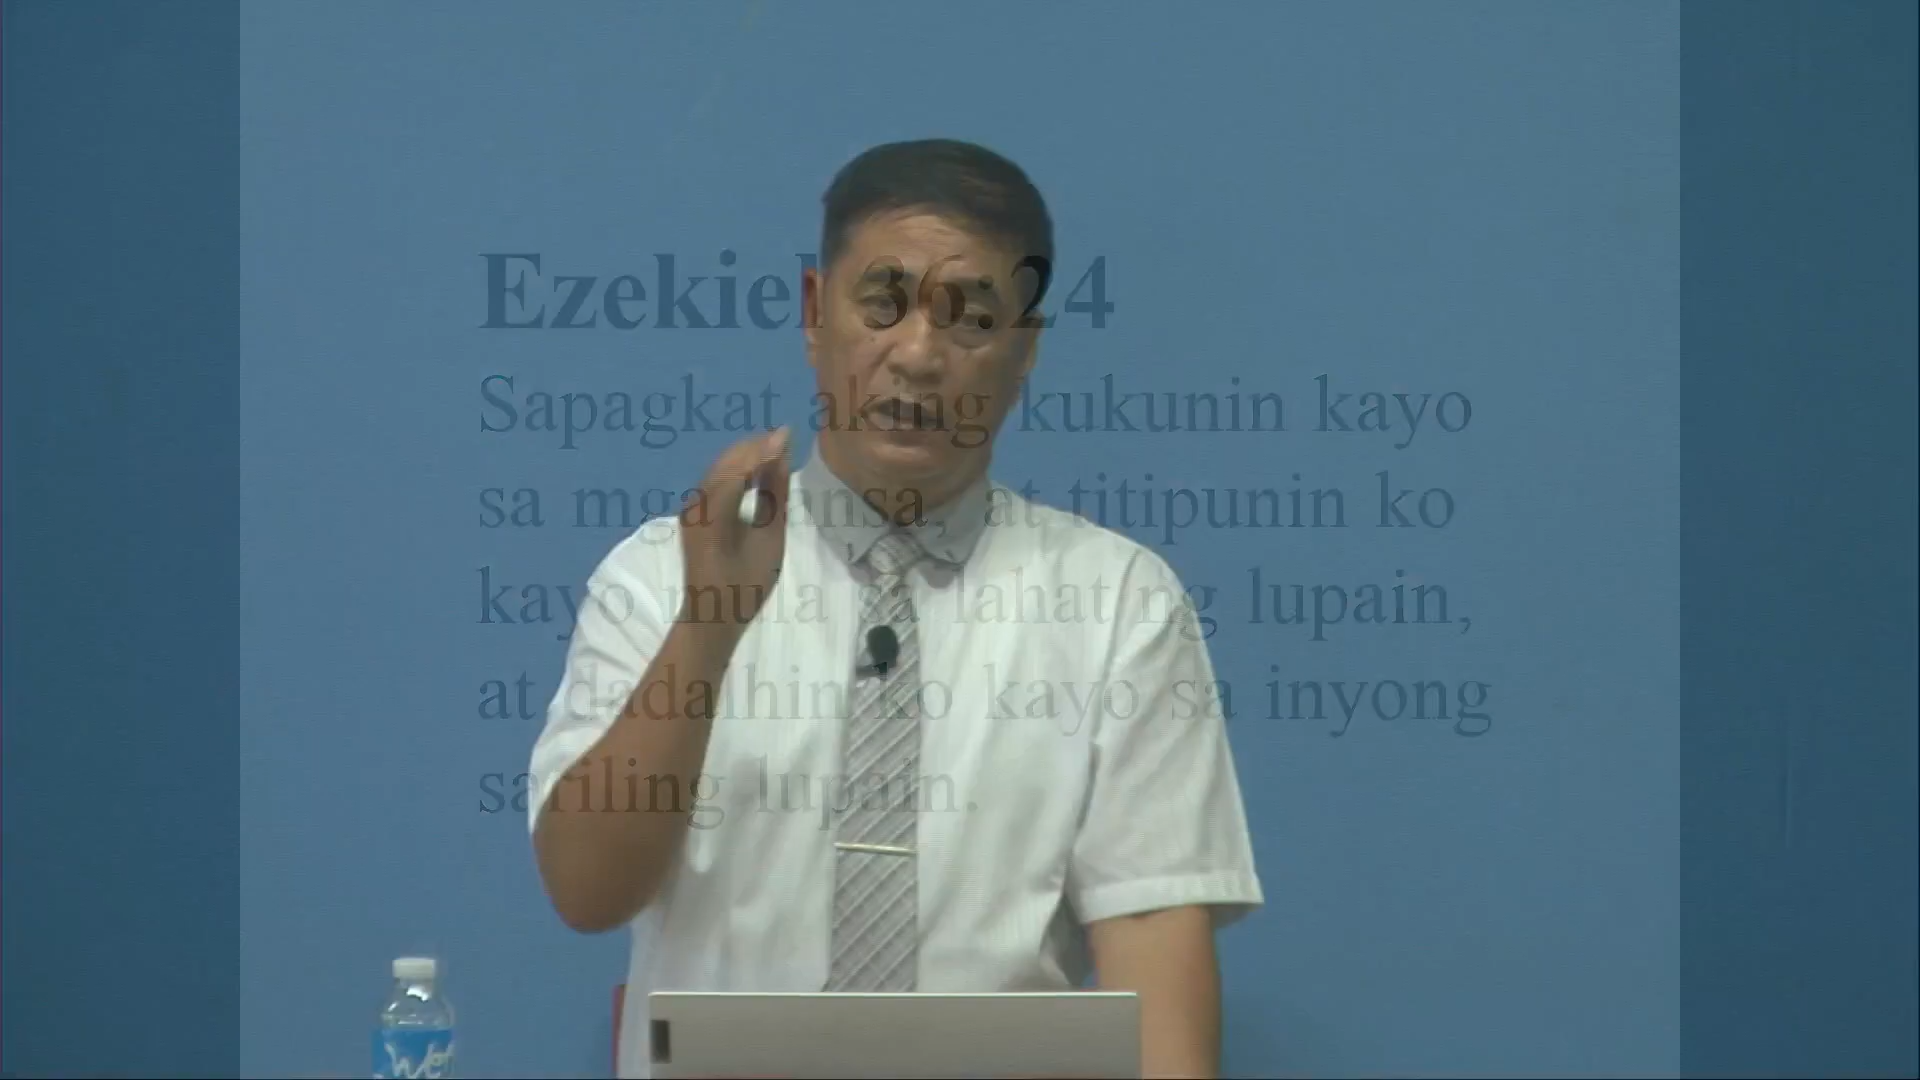 Ezekiel 36:24
Sapagkat aking kukunin kayo
sa mga bansa, at titipunin ko
kayo mula sa lahat ng lupain,
at dadalhin ko kayo sa inyong
sariling lupain.